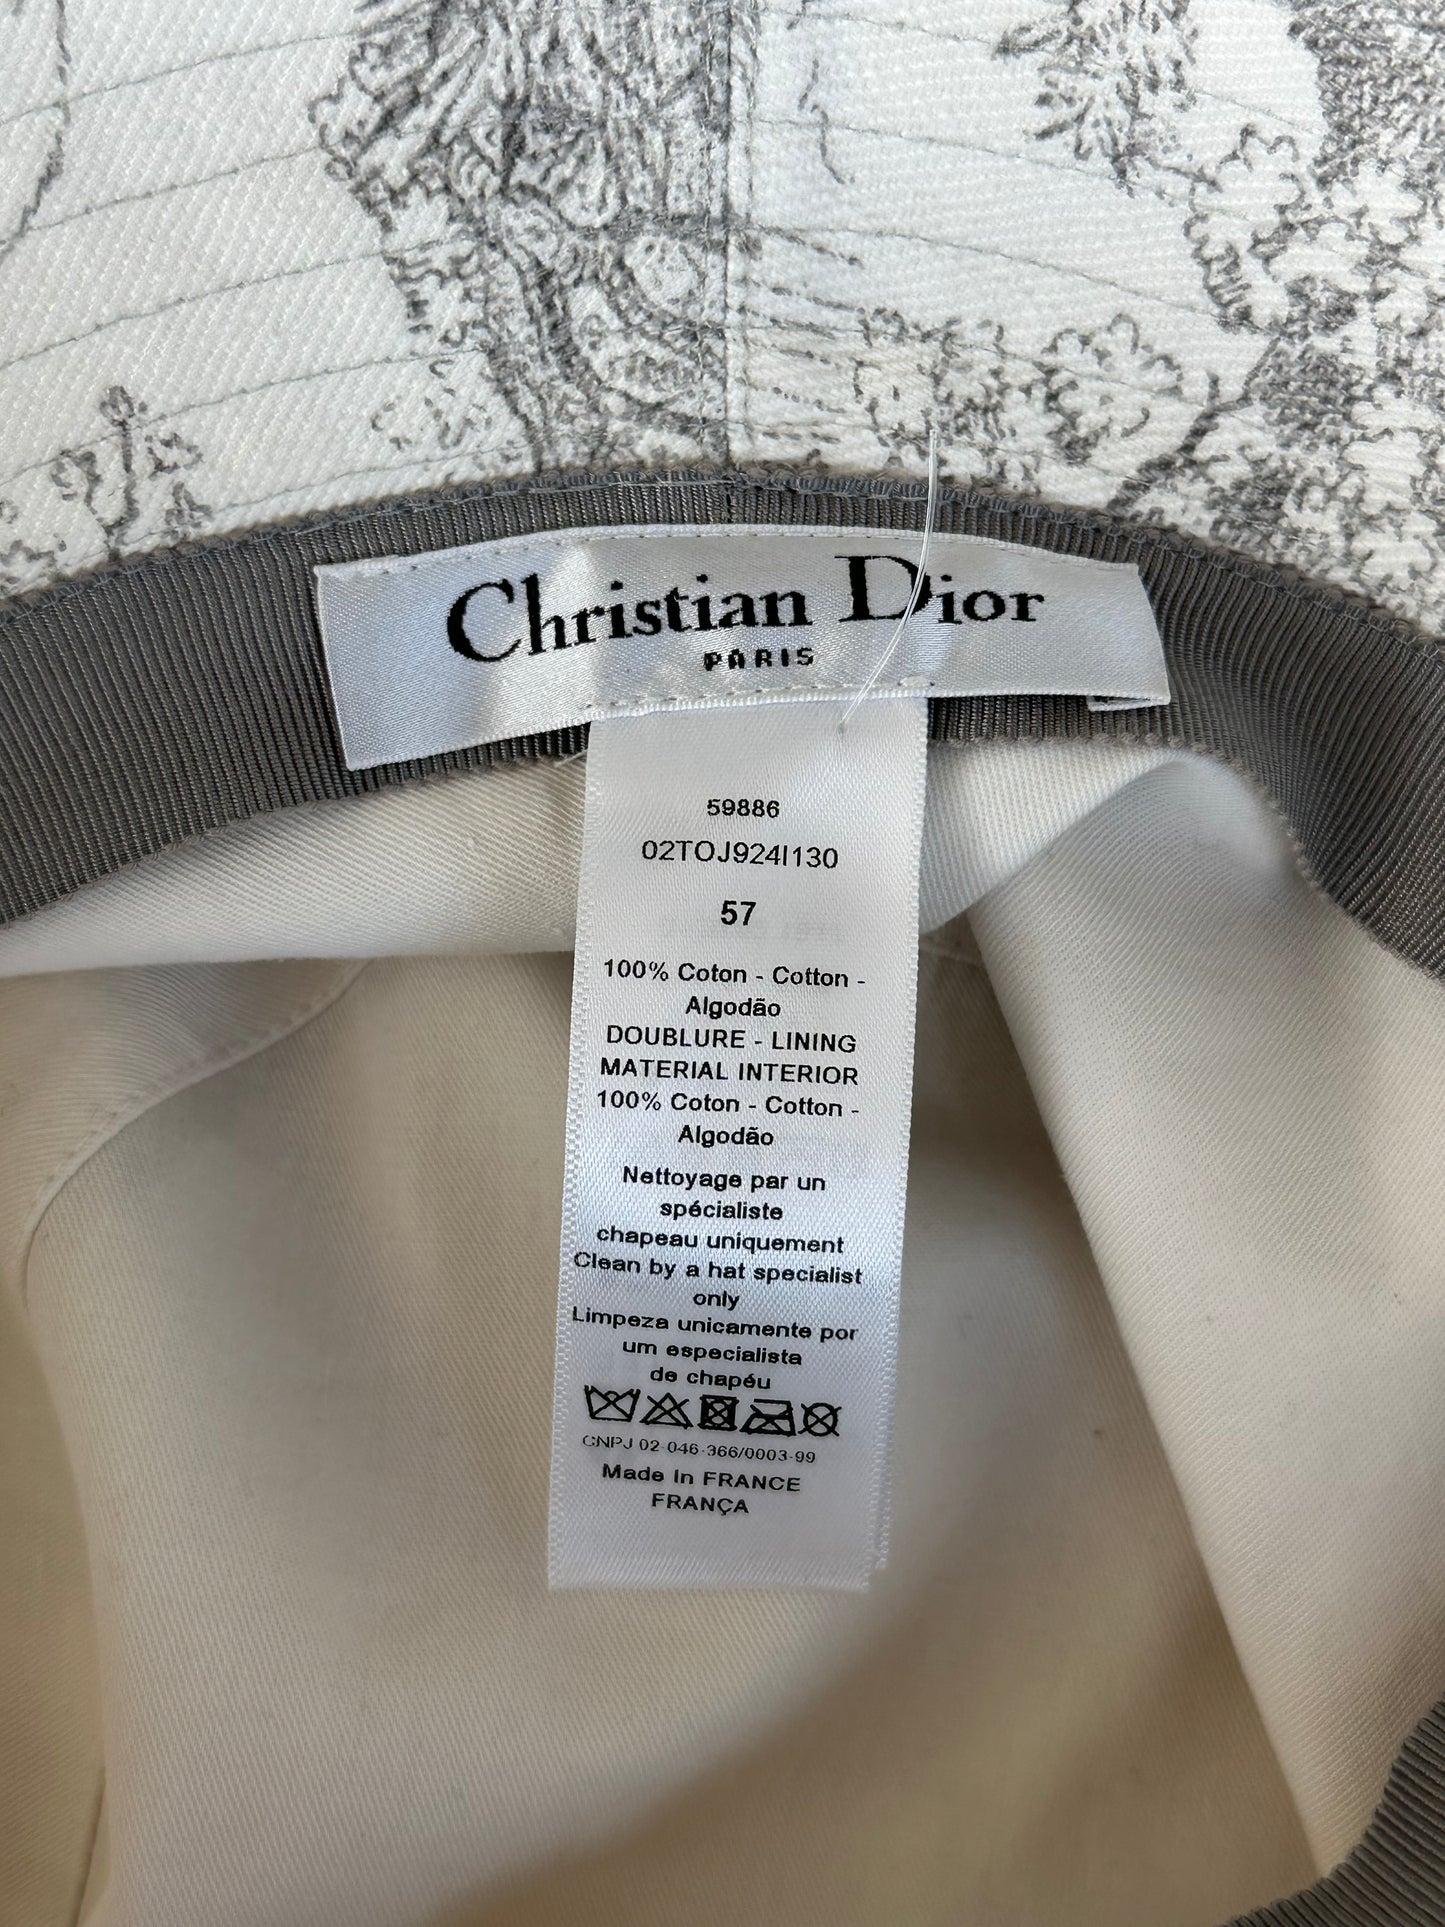 Christian Dior
PARIS
59886
02TOJ924I130
57
100% Coton - Cotton -
Algodão
DOUBLURE - LINING
MATERIAL INTERIOR
100% Coton - Cotton -
Algodão
Nettoyage par un
spécialiste
chapeau uniquement
Clean by a hat specialist
only
Limpeza unicamente por
um especialista
de chapéu
CNPJ 02-046-366/0003-99
Made In FRANCE
FRANÇA